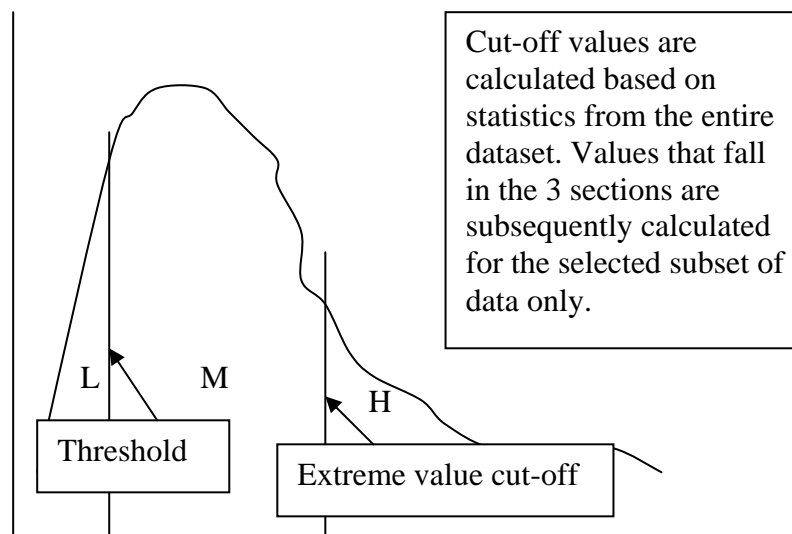 Cut-off values are
calculated based on
statistics from the entire
dataset. Values that fall
in the 3 sections are
subsequently calculated
for the selected subset of
data only.
L
M
H
Threshold
Extreme value cut-off